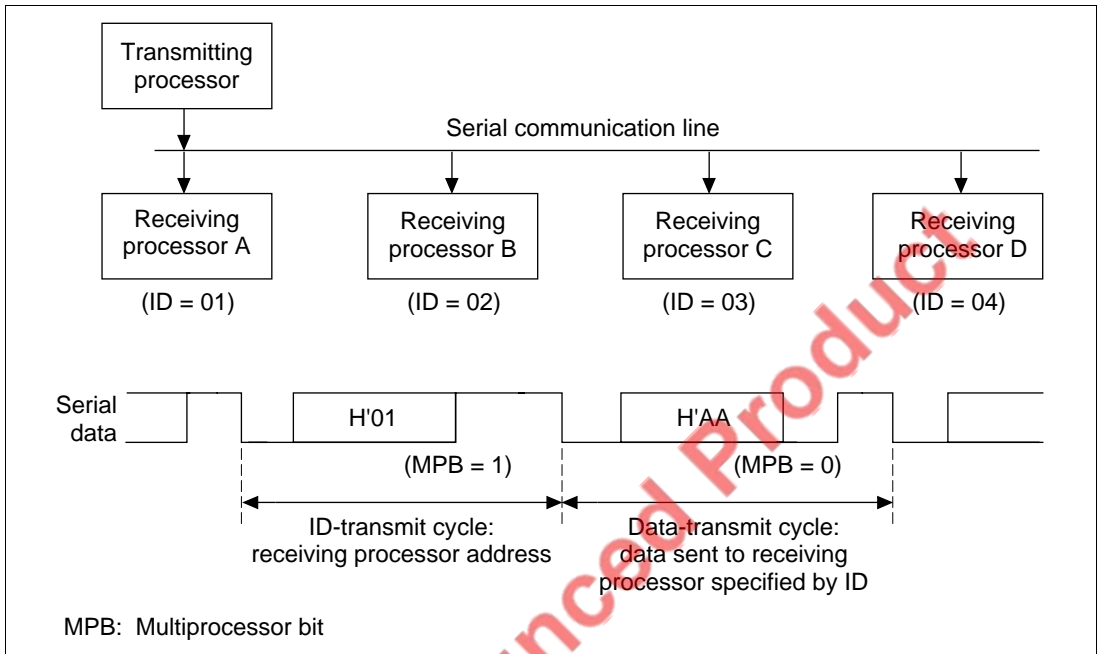 Transmitting
processor
Serial communication line
Receiving
processor A
Receiving
processor B
Receiving
processor C
Receiving
processor D
(ID = 01)
(ID = 02)
(ID = 03)
(ID = 04)
Serial
data
H'01
H'AA
(MPB = 1)
(MPB = 0)
ID-transmit cycle:
receiving processor address
Data-transmit cycle:
data sent to receiving
processor specified by ID
MPB: Multiprocessor bit
nced Product